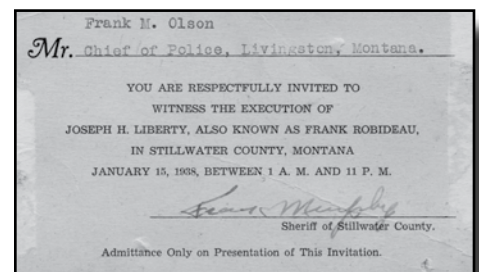 Frank M. Olson
Mr. Chief of Police, Livingston, Montana.
YOU ARE RESPECTFULLY INVITED TO
WITNESS THE EXECUTION OF
JOSEPH H. LIBERTY, ALSO KNOWN AS FRANK ROBIDEAU,
IN STILLWATER COUNTY, MONTANA
JANUARY 15, 1938, BETWEEN 1 A. M. AND 11 P. M.
Murphy
Sheriff of Stillwater County.
Admittance Only on Presentation of This Invitation.